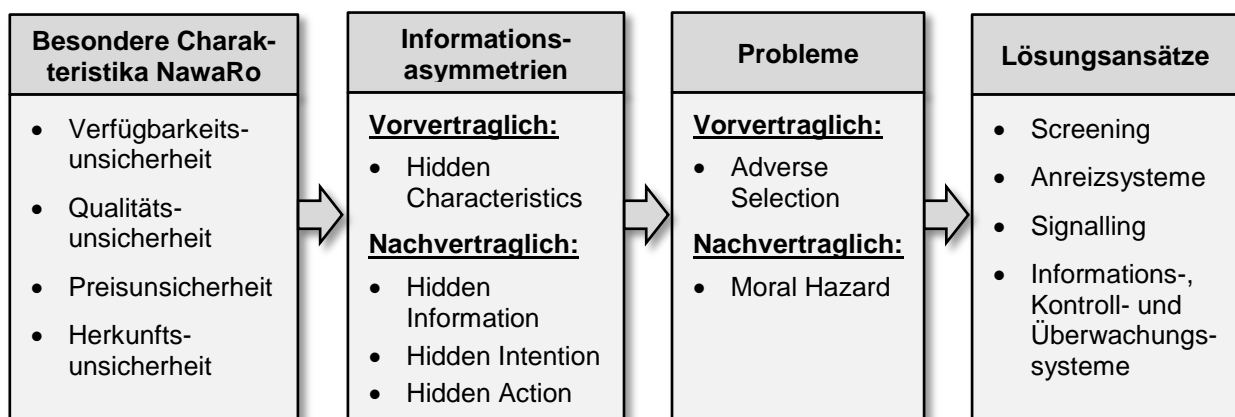 Besondere Charak-
teristika NawaRo
Verfügbarkeits-
unsicherheit
Qualitäts-
unsicherheit
Preisunsicherheit
Herkunfts-
unsicherheit
Informations-
asymmetrien
Vorvertraglich:
Hidden
Characteristics
Nachvertraglich:
Hidden
Information
Hidden Intention
Hidden Action
Probleme
Vorvertraglich:
Adverse
Selection
Nachvertraglich:
Moral Hazard
Lösungsansätze
Screening
Anreizsysteme
Signalling
Informations-,
Kontroll- und
Überwachungs-
systeme